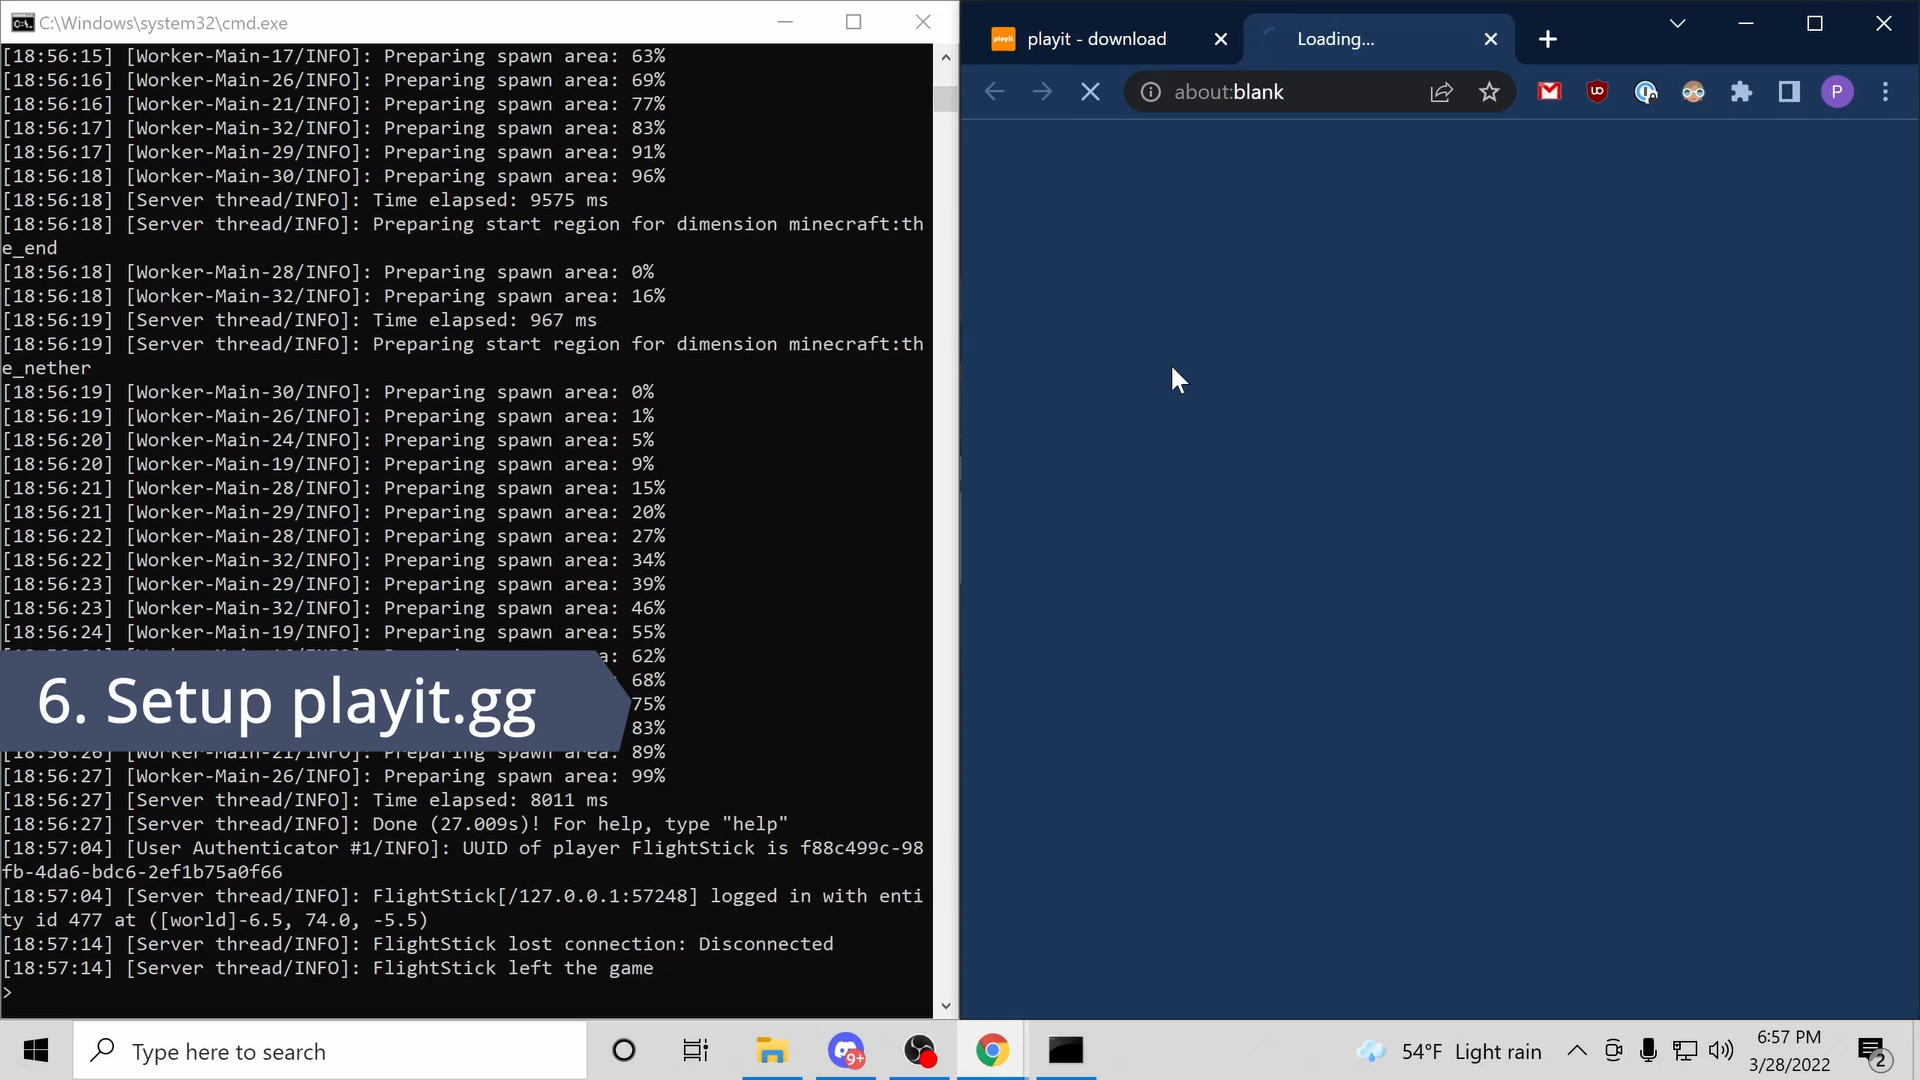 C:\Windows\system32\cmd.exe
[18:56:15] [Worker-Main-17/INFO]: Preparing spawn area: 63%
[18:56:16] [Worker-Main-26/INFO]: Preparing spawn area: 69%
[18:56:16] [Worker-Main-21/INFO]: Preparing spawn area: 77%
[18:56:17] [Worker-Main-32/INFO]: Preparing spawn area: 83%
[18:56:17] [Worker-Main-29/INFO]: Preparing spawn area: 91%
[18:56:18] [Worker-Main-30/INFO]: Preparing spawn area: 96%
[18:56:18] [Server thread/INFO]: Time elapsed: 9575 ms
[18:56:18] [Server thread/INFO]: Preparing start region for dimension minecraft:th
e_end
[18:56:18] [Worker-Main-28/INFO]: Preparing spawn area: 0%
[18:56:18] [Worker-Main-32/INFO]: Preparing spawn area: 16%
[18:56:19] [Server thread/INFO]: Time elapsed: 967 ms
[18:56:19] [Server thread/INFO]: Preparing start region for dimension minecraft:th
e_nether
[18:56:19] [Worker-Main-30/INFO]: Preparing spawn area: 0%
[18:56:19] [Worker-Main-26/INFO]: Preparing spawn area: 1%
[18:56:20] [Worker-Main-24/INFO]: Preparing spawn area: 5%
[18:56:20] [Worker-Main-19/INFO]: Preparing spawn area: 9%
[18:56:21] [Worker-Main-28/INFO]: Preparing spawn area: 15%
[18:56:21] [Worker-Main-29/INFO]: Preparing spawn area: 20%
[18:56:22] [Worker-Main-28/INFO]: Preparing spawn area: 27%
[18:56:22] [Worker-Main-32/INFO]: Preparing spawn area: 34%
[18:56:23] [Worker-Main-29/INFO]: Preparing spawn area: 39%
[18:56:23] [Worker-Main-32/INFO]: Preparing spawn area: 46%
[18:56:24] [Worker-Main-19/INFO]: Preparing spawn area: 55%
a: 62%
68%
75%
83%
6. Setup playit.gg
[18:56:26] [Worker-Main-21/INFO]: Preparing spawn area: 89%
[18:56:27] [Worker-Main-26/INFO]: Preparing spawn area: 99%
[18:56:27] [Server thread/INFO]: Time elapsed: 8011 ms
[18:56:27] [Server thread/INFO]: Done (27.009s)! For help, type "help"
[18:57:04] [User Authenticator #1/INFO]: UUID of player FlightStick is f88c499c-98
fb-4da6-bdc6-2ef1b75a0f66
[18:57:04] [Server thread/INFO]: FlightStick[/127.0.0.1:57248] logged in with enti
ty id 477 at ([world]-6.5, 74.0, -5.5)
[18:57:14] [Server thread/INFO]: FlightStick lost connection: Disconnected
[18:57:14] [Server thread/INFO]: FlightStick left the game
>
playit
playit - download
Loading...
about:blank
P
Type here to search
9+
54°F Light rain
6:57 PM
3/28/2022
2